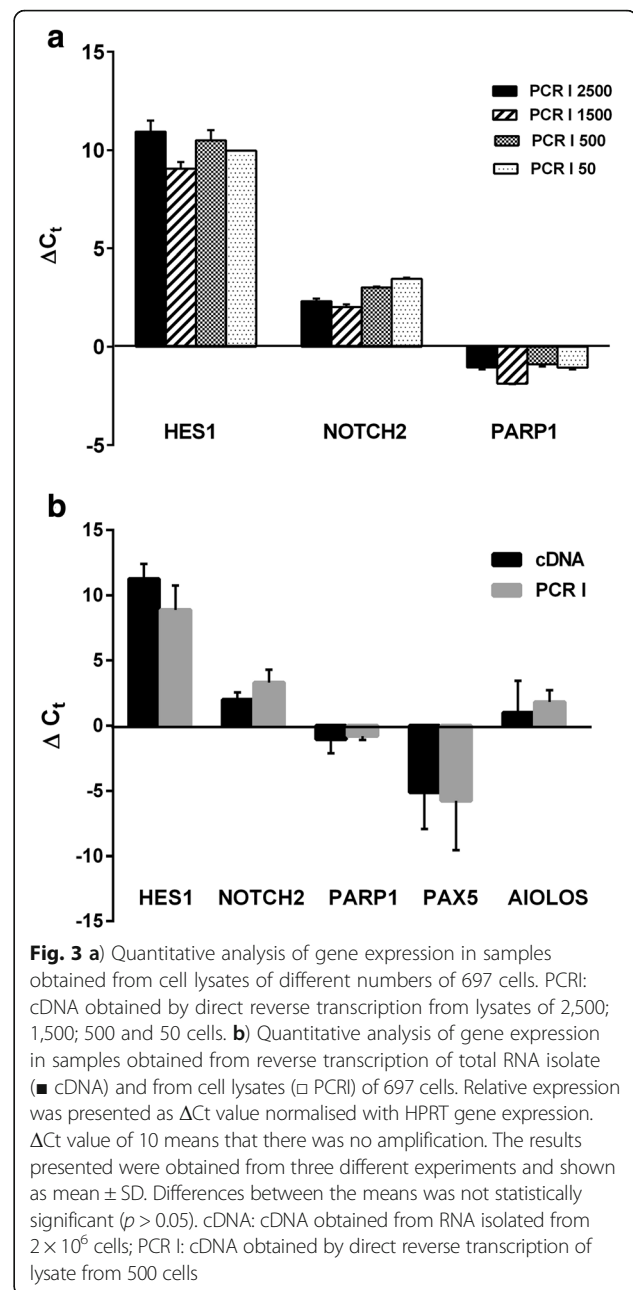 a
15
10
5
0
-5
ΔCt
PCR I 2500
PCR I 1500
PCR I 500
PCR I 50
HES1 NOTCH2 PARP1
b
15
10
5
0
-5
-10
-15
Δ Ct
cDNA
PCR I
HES1 NOTCH2 PARP1 PAX5 AIOLOS
Fig. 3 a) Quantitative analysis of gene expression in samples
obtained from cell lysates of different numbers of 697 cells. PCRI:
cDNA obtained by direct reverse transcription from lysates of 2,500;
1,500; 500 and 50 cells. b) Quantitative analysis of gene expression
in samples obtained from reverse transcription of total RNA isolate
(■ cDNA) and from cell lysates (□ PCRI) of 697 cells. Relative expression
was presented as ΔCt value normalised with HPRT gene expression.
ΔCt value of 10 means that there was no amplification. The results
presented were obtained from three different experiments and shown
as mean ± SD. Differences between the means was not statistically
significant (p > 0.05). cDNA: cDNA obtained from RNA isolated from
2 × 10⁶ cells; PCR I: cDNA obtained by direct reverse transcription of
lysate from 500 cells